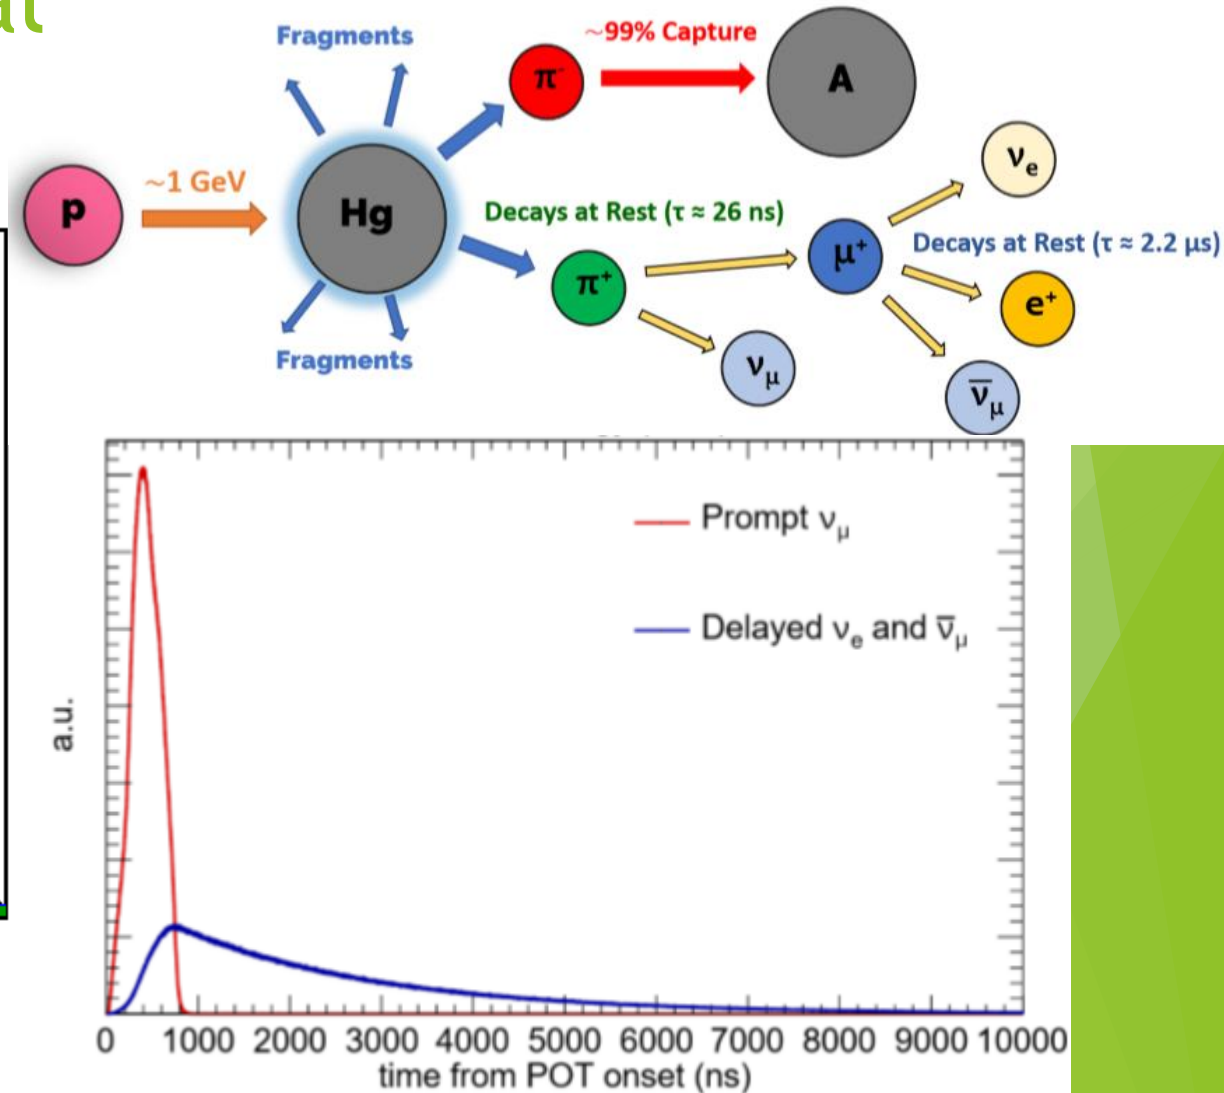 Fragments
~99% Capture
π⁻
A
νe
~1 GeV
p
Hg
Decays at Rest (τ ≈ 26 ns)
μ⁺
Decays at Rest (τ ≈ 2.2 μs)
π⁺
e⁺
νμ
ν̅μ
Fragments
Prompt νμ
Delayed νe and ν̅μ
a.u.
0 1000 2000 3000 4000 5000 6000 7000 8000 9000 10000
time from POT onset (ns)